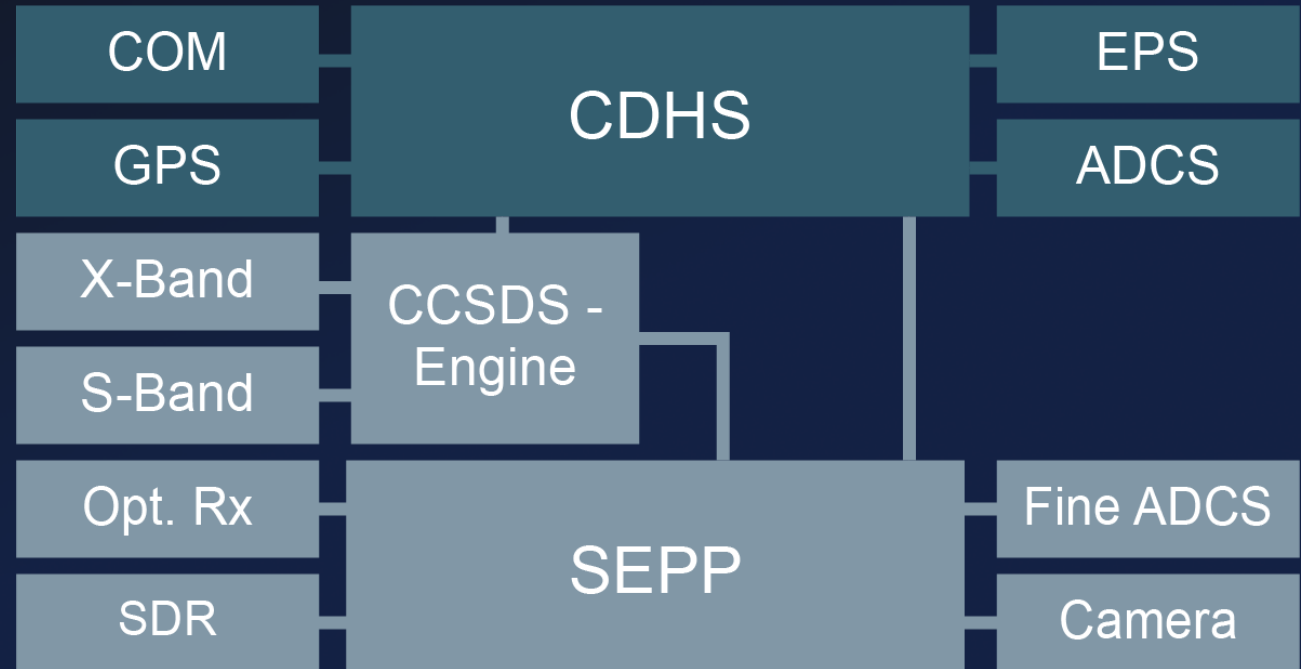 COM
CDHS
EPS
GPS
ADCS
X-Band
CCSDS -
Engine
S-Band
Opt. Rx
SEPP
Fine ADCS
SDR
Camera